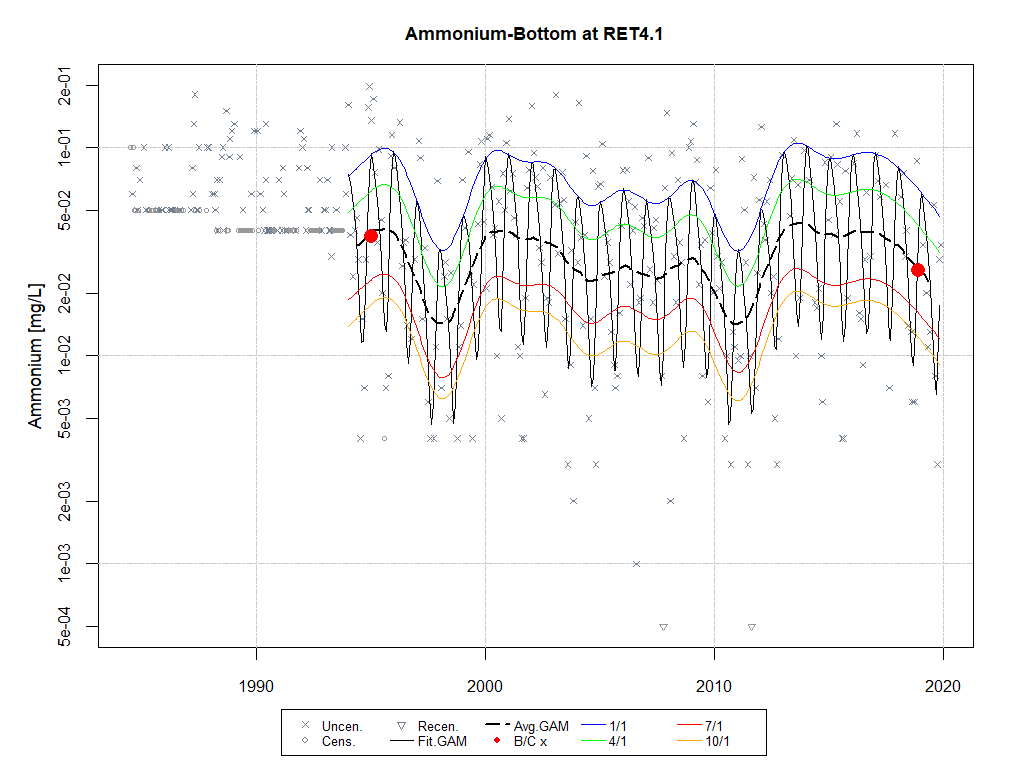 Ammonium-Bottom at RET4.1
Ammonium [mg/L]
2e-01
1e-01
5e-02
2e-02
1e-02
5e-03
2e-03
1e-03
5e-04
1990 2000 2010 2020
Uncen. Recen. Avg.GAM 1/1 7/1
Cens. Fit.GAM B/C x 4/1 10/1